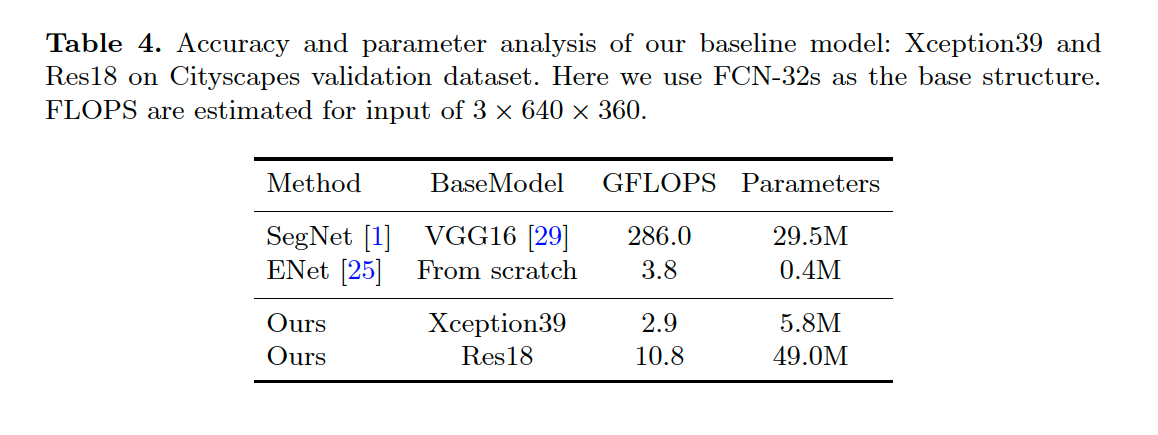 Table 4. Accuracy and parameter analysis of our baseline model: Xception39 and
Res18 on Cityscapes validation dataset. Here we use FCN-32s as the base structure.
FLOPS are estimated for input of 3 × 640 × 360.
Method BaseModel GFLOPS Parameters
SegNet [1] VGG16 [29] 286.0 29.5M
ENet [25] From scratch 3.8 0.4M
Ours Xception39 2.9 5.8M
Ours Res18 10.8 49.0M